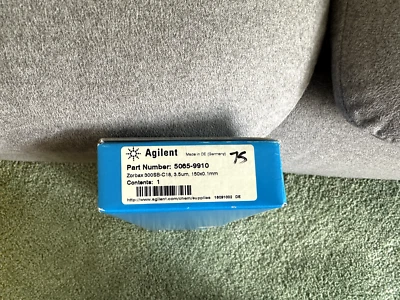 Agilent Made in DE (Germany) 75
Part Number: 5065-9910
Zorbax 300SB-C18, 3.5um, 150x0.1mm
Contents: 1
http://www.agilent.com/chem/supplies DE